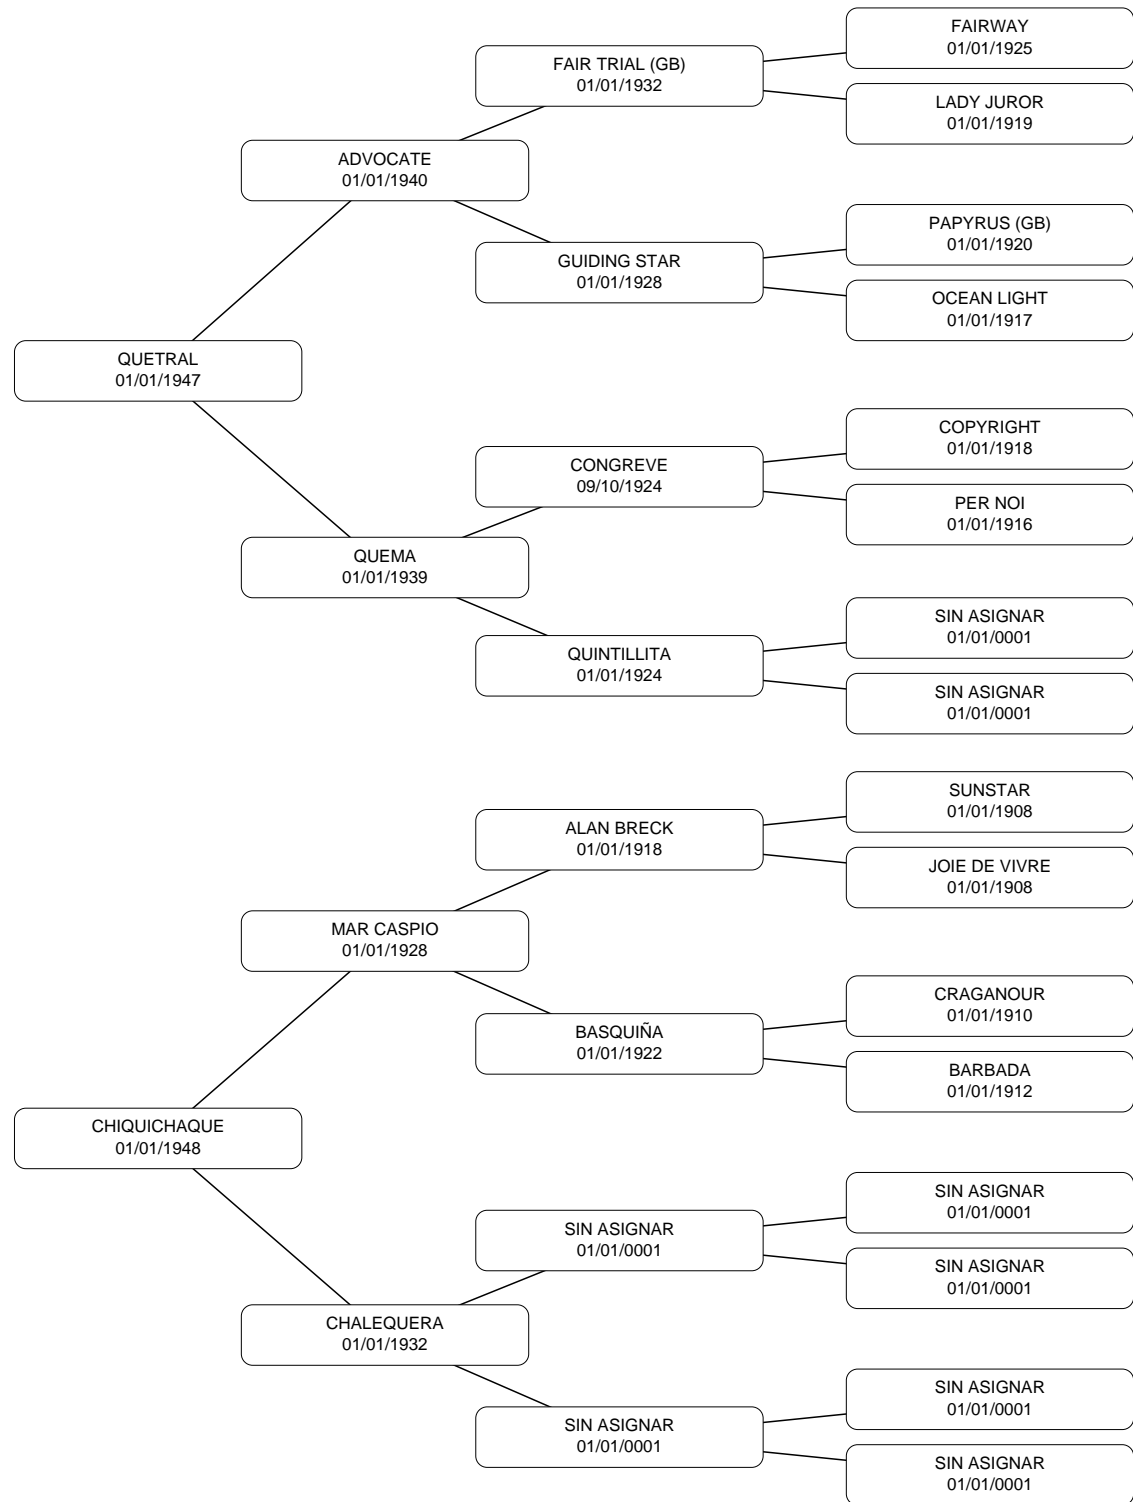 FAIRWAY
01/01/1925
FAIR TRIAL (GB)
01/01/1932
LADY JUROR
01/01/1919
ADVOCATE
01/01/1940
PAPYRUS (GB)
01/01/1920
GUIDING STAR
01/01/1928
OCEAN LIGHT
01/01/1917
QUETRAL
01/01/1947
COPYRIGHT
01/01/1918
CONGREVE
09/10/1924
PER NOI
01/01/1916
QUEMA
01/01/1939
SIN ASIGNAR
01/01/0001
QUINTILLITA
01/01/1924
SIN ASIGNAR
01/01/0001
SUNSTAR
01/01/1908
ALAN BRECK
01/01/1918
JOIE DE VIVRE
01/01/1908
MAR CASPIO
01/01/1928
CRAGANOUR
01/01/1910
BASQUIÑA
01/01/1922
BARBADA
01/01/1912
CHIQUICHAQUE
01/01/1948
SIN ASIGNAR
01/01/0001
SIN ASIGNAR
01/01/0001
SIN ASIGNAR
01/01/0001
CHALEQUERA
01/01/1932
SIN ASIGNAR
01/01/0001
SIN ASIGNAR
01/01/0001
SIN ASIGNAR
01/01/0001